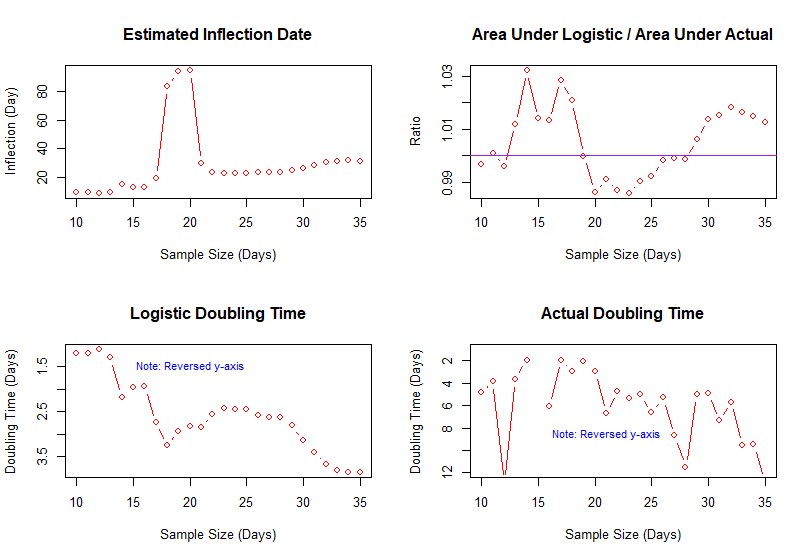 Estimated Inflection Date
Inflection (Day)
80
60
40
20
10 15 20 25 30 35
Sample Size (Days)
Area Under Logistic / Area Under Actual
Ratio
1.03
1.01
0.99
10 15 20 25 30 35
Sample Size (Days)
Logistic Doubling Time
Doubling Time (Days)
1.5
2.5
3.5
Note: Reversed y-axis
10 15 20 25 30 35
Sample Size (Days)
Actual Doubling Time
Doubling Time (Days)
2
4
6
8
12
Note: Reversed y-axis
10 15 20 25 30 35
Sample Size (Days)